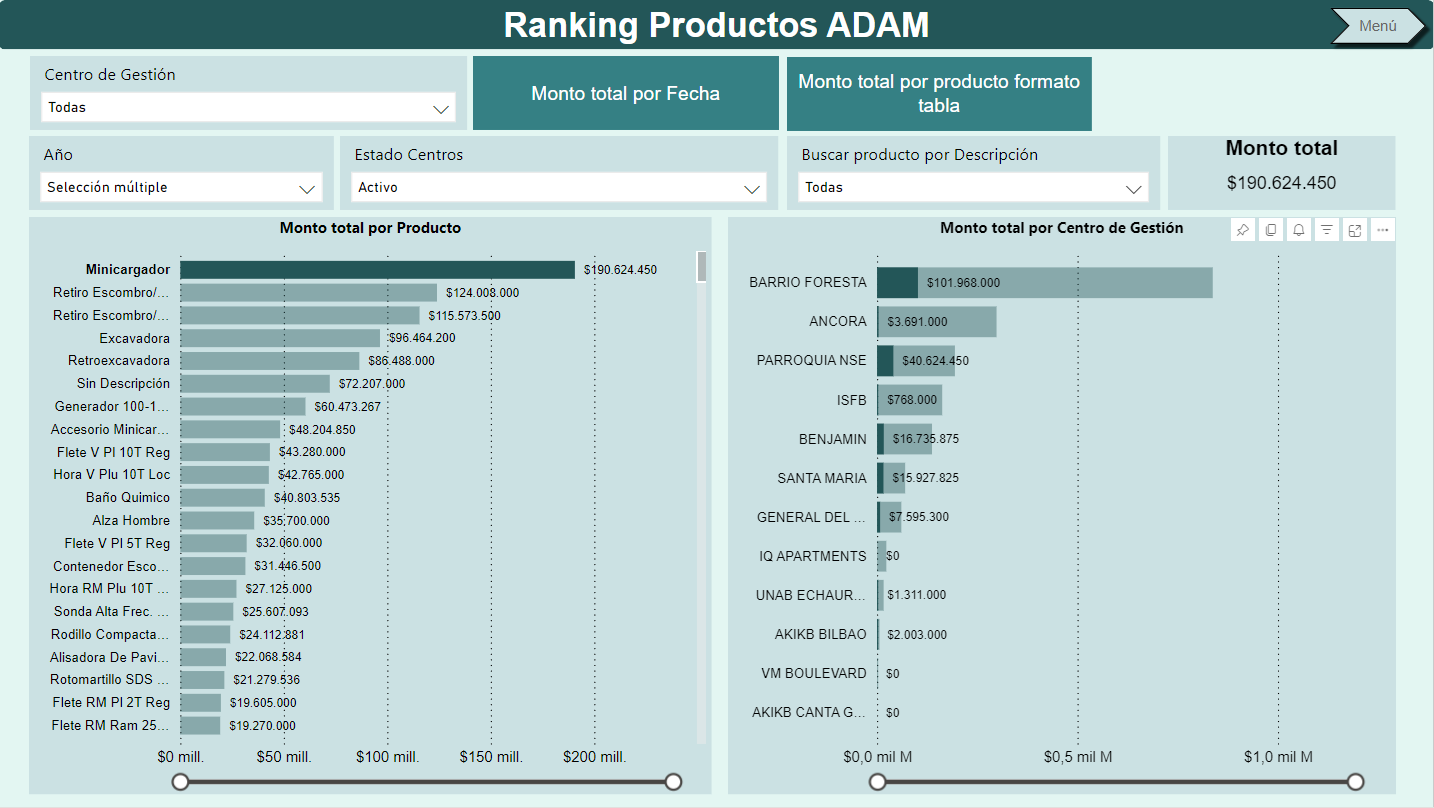 Ranking Productos ADAM
Menú
Centro de Gestión
Todas
Monto total por Fecha
Monto total por producto formato
tabla
Año
Selección múltiple
Estado Centros
Activo
Buscar producto por Descripción
Todas
Monto total
$190.624.450
Monto total por Producto
Minicargador $190.624.450
Retiro Escombro/... $124.008.000
Retiro Escombro/... $115.573.500
Excavadora $96.464.200
Retroexcavadora $86.488.000
Sin Descripción $72.207.000
Generador 100-1... $60.473.267
Accesorio Minicar... $48.204.850
Flete V Pl 10T Reg $43.280.000
Hora V Plu 10T Loc $42.765.000
Baño Quimico $40.803.535
Alza Hombre $35.700.000
Flete V Pl 5T Reg $32.060.000
Contenedor Esco... $31.446.500
Hora RM Plu 10T ... $27.125.000
Sonda Alta Frec. ... $25.607.093
Rodillo Compacta... $24.112.881
Alisadora De Pavi... $22.068.584
Rotomartillo SDS ... $21.279.536
Flete RM Pl 2T Reg $19.605.000
Flete RM Ram 25... $19.270.000
$0 mill. $50 mill. $100 mill. $150 mill. $200 mill.
Monto total por Centro de Gestión
BARRIO FORESTA $101.968.000
ANCORA $3.691.000
PARROQUIA NSE $40.624.450
ISFB $768.000
BENJAMIN $16.735.875
SANTA MARIA $15.927.825
GENERAL DEL ... $7.595.300
IQ APARTMENTS $0
UNAB ECHAUR... $1.311.000
AKIKB BILBAO $2.003.000
VM BOULEVARD $0
AKIKB CANTA G... $0
$0,0 mil M $0,5 mil M $1,0 mil M